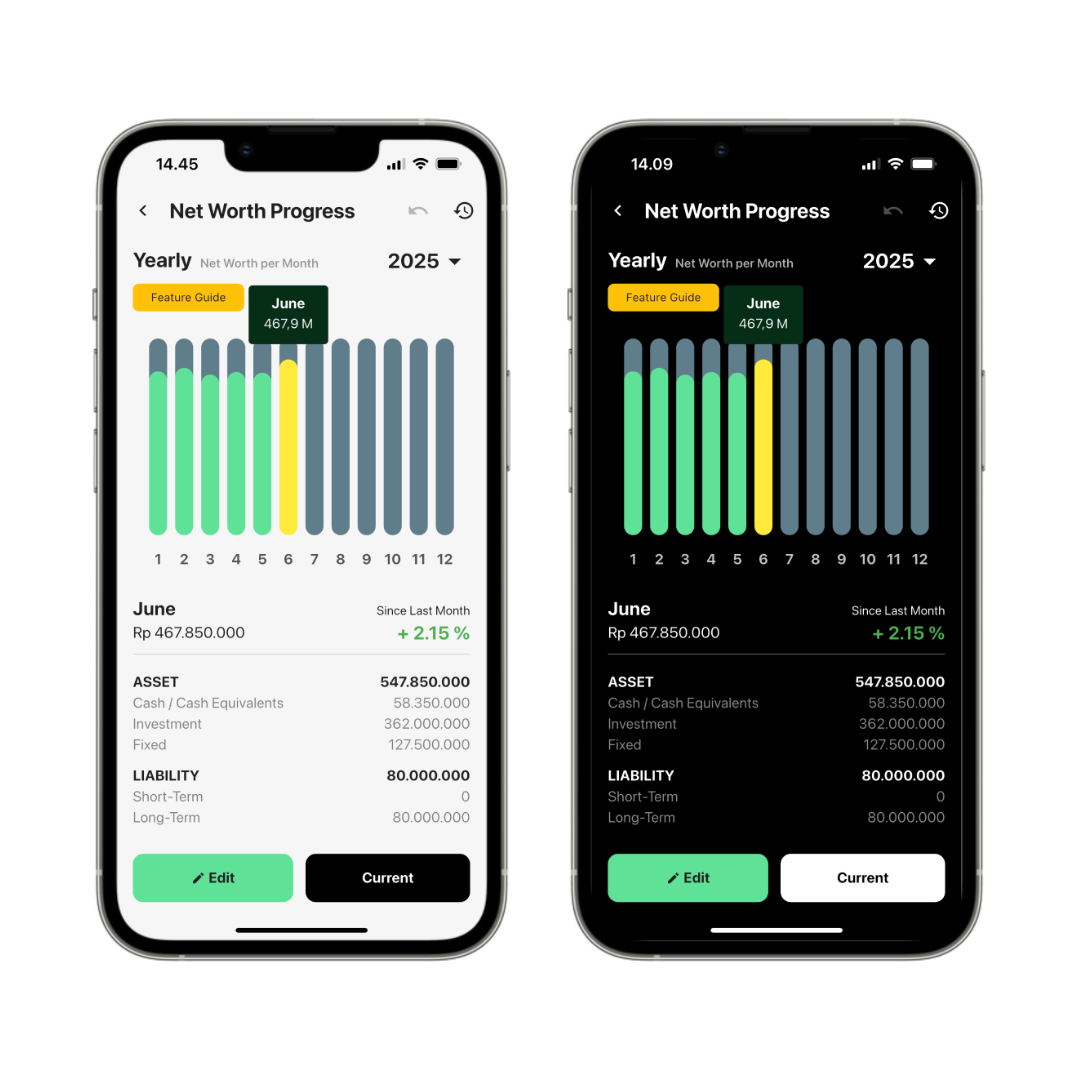 14.45
Net Worth Progress
Yearly Net Worth per Month 2025
Feature Guide
June
467,9 M
1 2 3 4 5 6 7 8 9 10 11 12
June Since Last Month
Rp 467.850.000 + 2.15 %
ASSET 547.850.000
Cash / Cash Equivalents 58.350.000
Investment 362.000.000
Fixed 127.500.000
LIABILITY 80.000.000
Short-Term 0
Long-Term 80.000.000
Edit Current
14.09
Net Worth Progress
Yearly Net Worth per Month 2025
Feature Guide
June
467,9 M
1 2 3 4 5 6 7 8 9 10 11 12
June Since Last Month
Rp 467.850.000 + 2.15 %
ASSET 547.850.000
Cash / Cash Equivalents 58.350.000
Investment 362.000.000
Fixed 127.500.000
LIABILITY 80.000.000
Short-Term 0
Long-Term 80.000.000
Edit Current